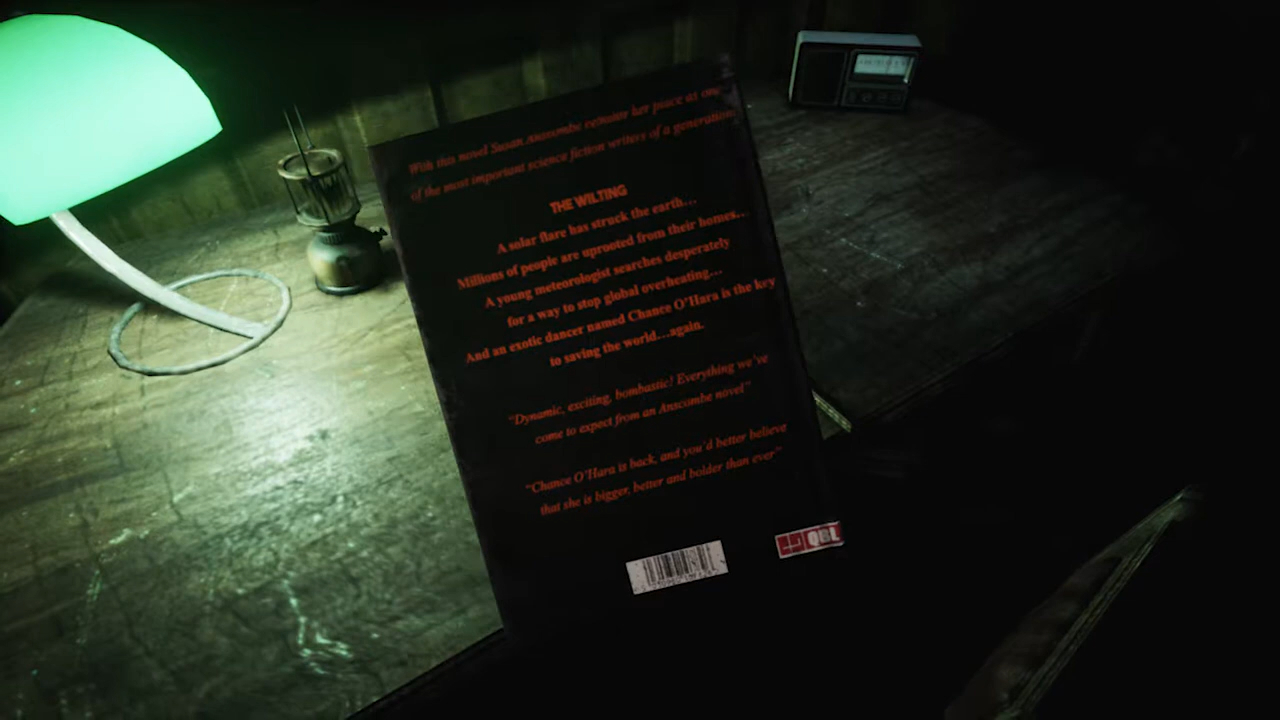 With this novel Susan Anscombe remains her peace as one
of the most important science fiction writers of a generation.
THE WILTING
A solar flare has struck the earth…
Millions of people are uprooted from their homes…
A young meteorologist searches desperately
for a way to stop global overheating…
And an exotic dancer named Chance O'Hara is the key
to saving the world…again.
"Dynamic, exciting, bombastic! Everything we've
come to expect from an Anscombe novel"
"Chance O'Hara is back, and you'd better believe
that she is bigger, better and bolder than ever"
QBL